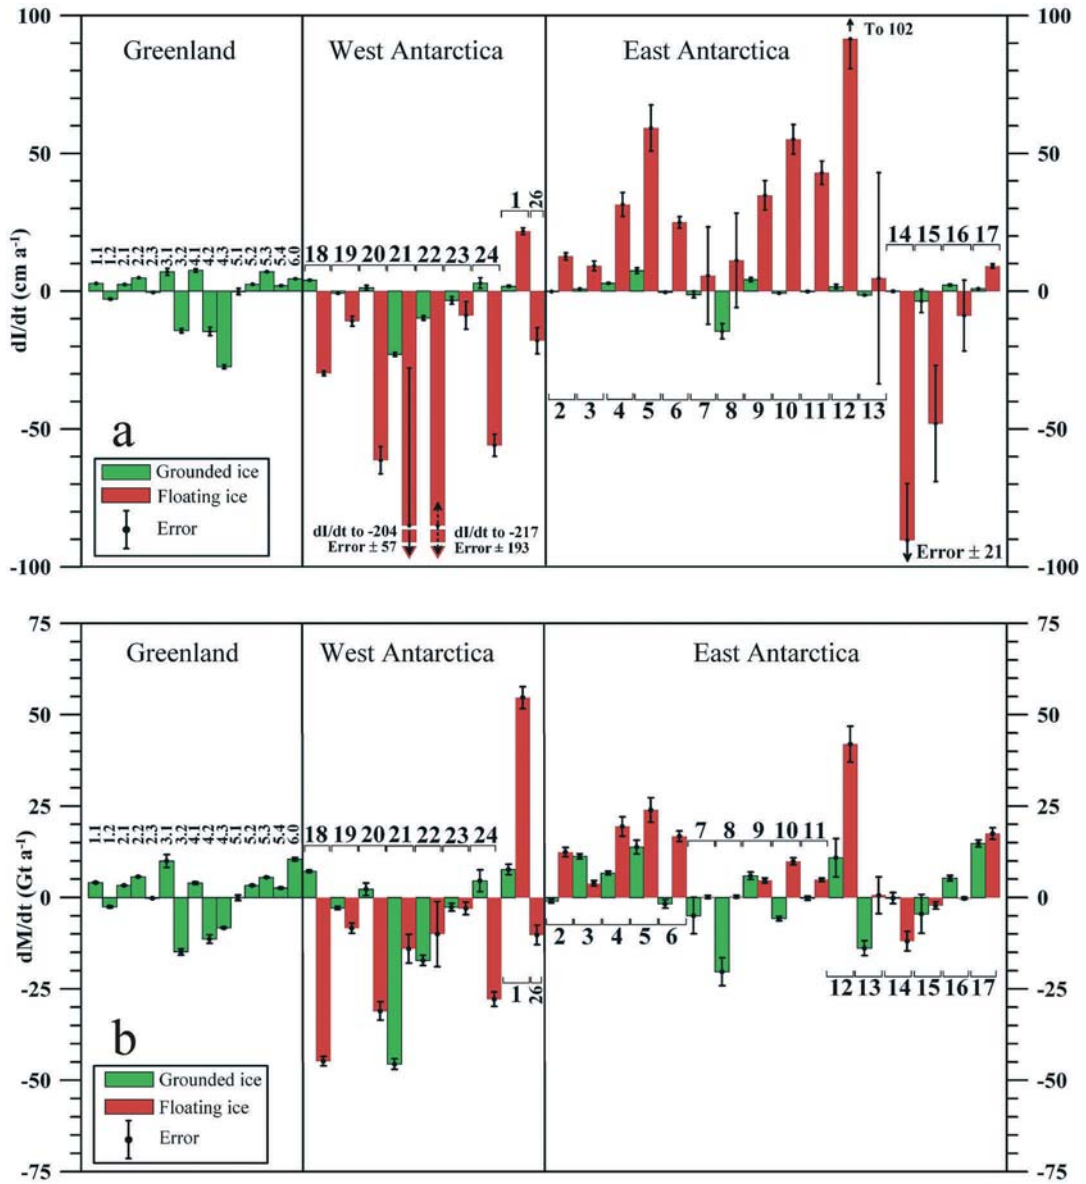 100
50
0
-50
-100
dI/dt (cm a⁻¹)
Greenland
West Antarctica
East Antarctica
To 102
100
50
0
-50
-100
1.1 1.2 2.1 2.2 2.3 3.1 3.2 4.1 4.2 4.3 5.1 5.2 5.3 5.4 6.0
18 19 20 21 22 23 24
1 26
14 15 16 17
2 3 4 5 6 7 8 9 10 11 12 13
a
Grounded ice
Floating ice
Error
dI/dt to -204
Error ± 57
dI/dt to -217
Error ± 193
Error ± 21
75
50
25
0
-25
-50
-75
dM/dt (Gt a⁻¹)
Greenland
West Antarctica
East Antarctica
75
50
25
0
-25
-50
-75
1.1 1.2 2.1 2.2 2.3 3.1 3.2 4.1 4.2 4.3 5.1 5.2 5.3 5.4 6.0
18 19 20 21 22 23 24
7 8 9 10 11
2 3 4 5 6
1 26
12 13 14 15 16 17
b
Grounded ice
Floating ice
Error